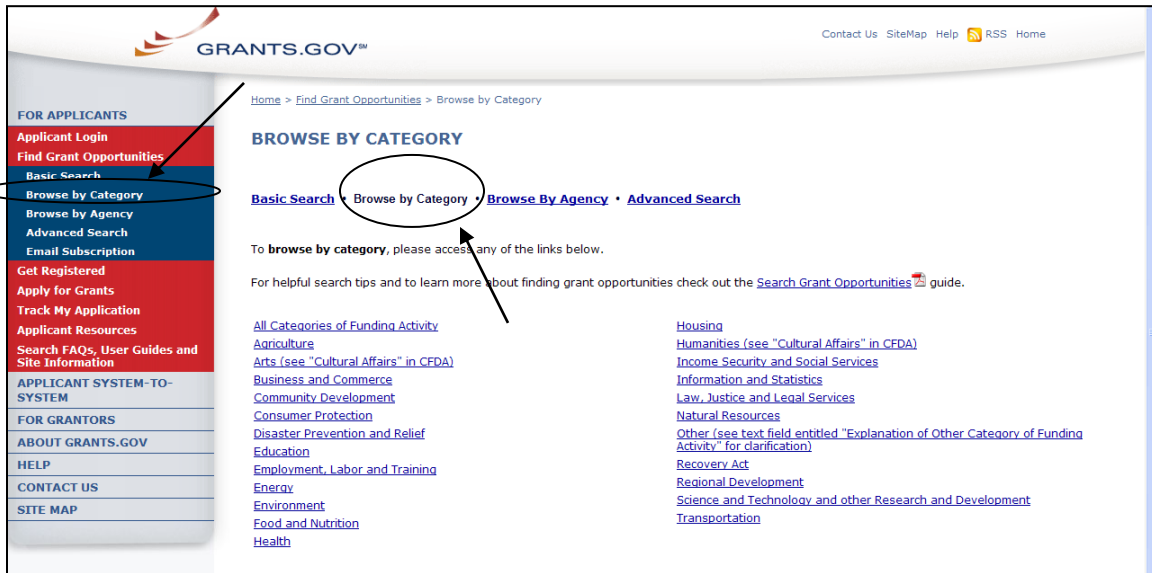 GRANTS.GOV℠
Contact Us SiteMap Help RSS Home
FOR APPLICANTS
Applicant Login
Find Grant Opportunities
Basic Search
Browse by Category
Browse by Agency
Advanced Search
Email Subscription
Get Registered
Apply for Grants
Track My Application
Applicant Resources
Search FAQs, User Guides and
Site Information
APPLICANT SYSTEM-TO-
SYSTEM
FOR GRANTORS
ABOUT GRANTS.GOV
HELP
CONTACT US
SITE MAP
Home > Find Grant Opportunities > Browse by Category
BROWSE BY CATEGORY
Basic Search • Browse by Category • Browse By Agency • Advanced Search
To browse by category, please access any of the links below.
For helpful search tips and to learn more about finding grant opportunities check out the Search Grant Opportunities guide.
All Categories of Funding Activity
Agriculture
Arts (see "Cultural Affairs" in CFDA)
Business and Commerce
Community Development
Consumer Protection
Disaster Prevention and Relief
Education
Employment, Labor and Training
Energy
Environment
Food and Nutrition
Health
Housing
Humanities (see "Cultural Affairs" in CFDA)
Income Security and Social Services
Information and Statistics
Law, Justice and Legal Services
Natural Resources
Other (see text field entitled "Explanation of Other Category of Funding
Activity" for clarification)
Recovery Act
Regional Development
Science and Technology and other Research and Development
Transportation